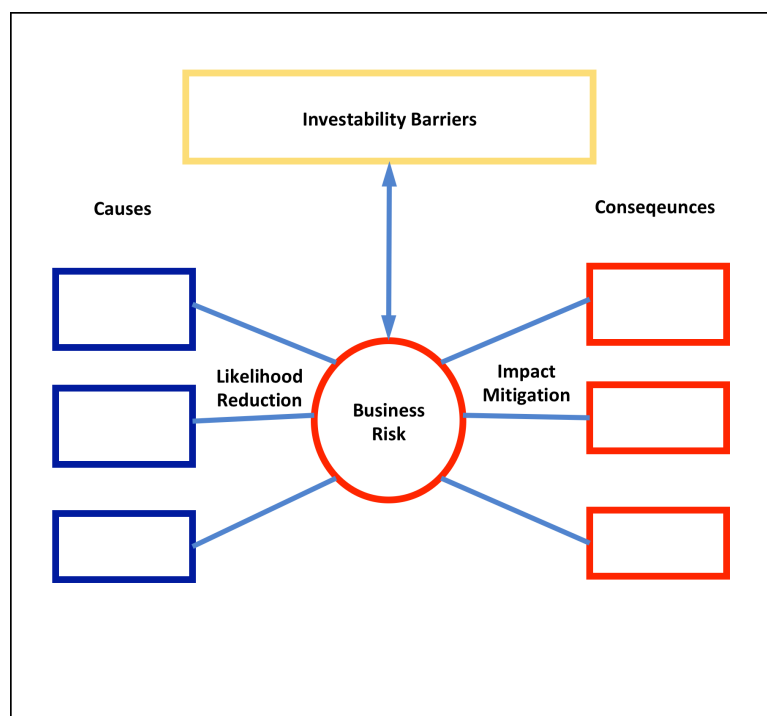 Investability Barriers
Causes
Conseqeunces
Likelihood
Reduction
Business
Risk
Impact
Mitigation